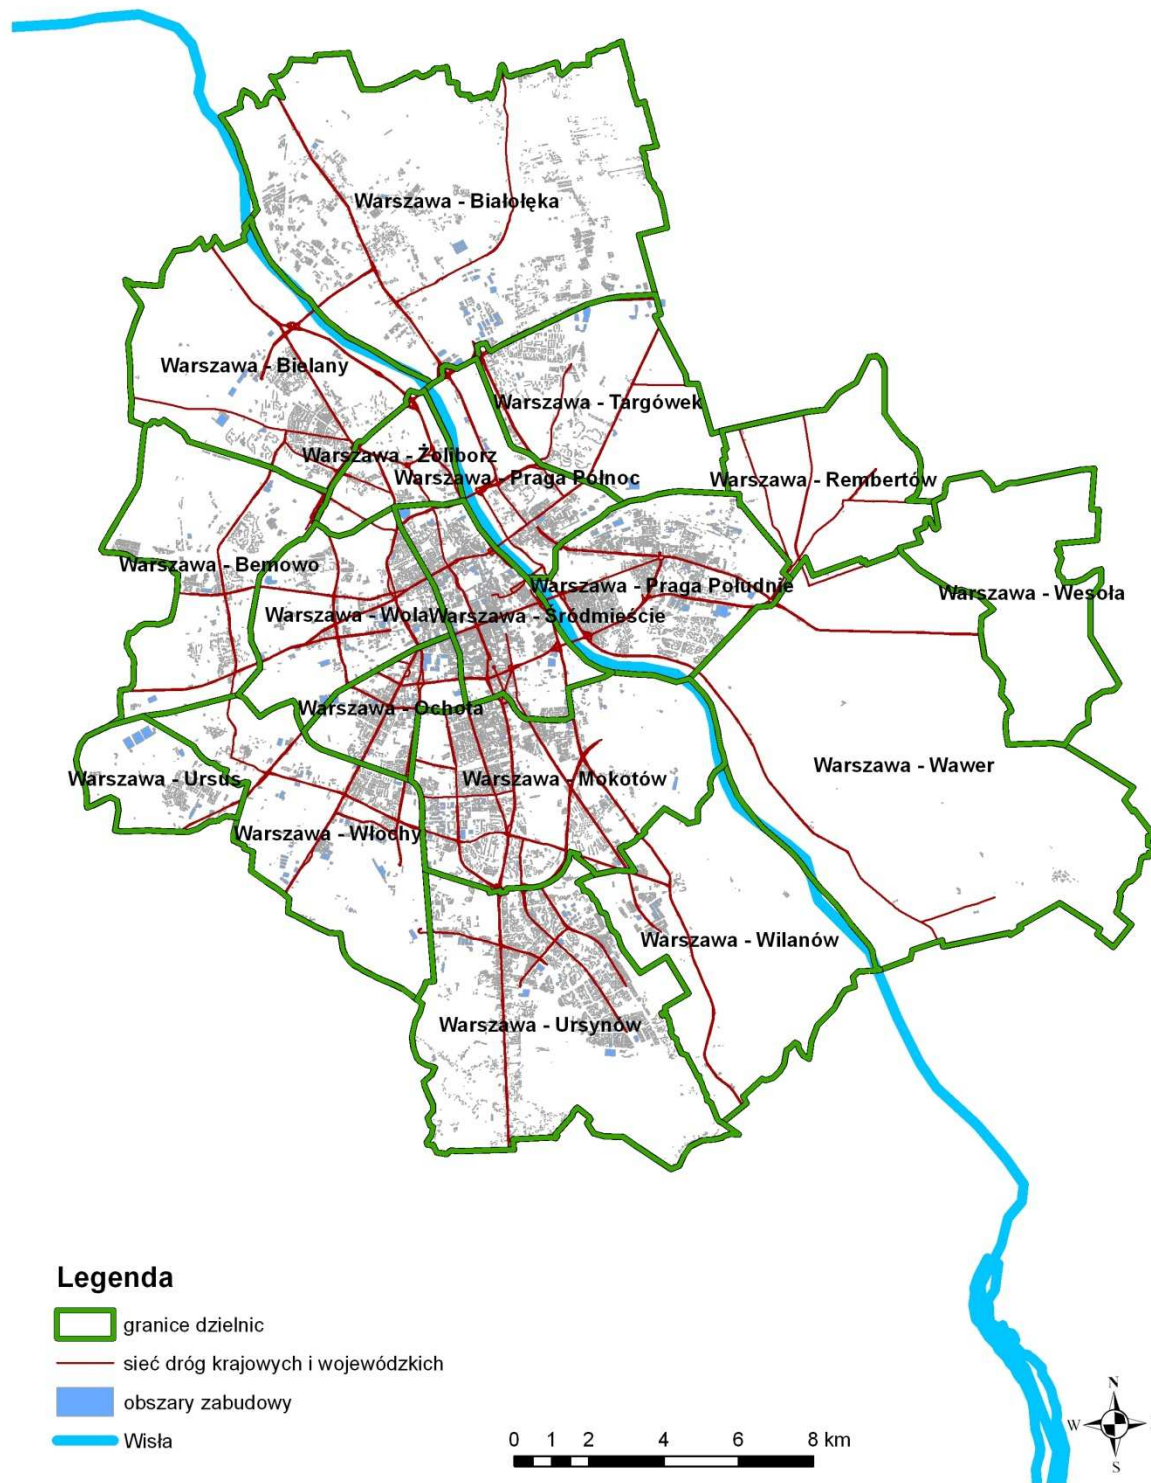 Warszawa - Białołęka
Warszawa - Bielany
Warszawa - Targówek
Warszawa - Żoliborz
Warszawa - Praga Północ
Warszawa - Rembertów
Warszawa - Bemowo
Warszawa - Praga Południe
Warszawa - Wesoła
Warszawa - Wola
Warszawa - Śródmieście
Warszawa - Ochota
Warszawa - Ursus
Warszawa - Mokotów
Warszawa - Wawer
Warszawa - Włochy
Warszawa - Wilanów
Warszawa - Ursynów
Legenda
granice dzielnic
sieć dróg krajowych i wojewódzkich
obszary zabudowy
Wisła
0 1 2 4 6 8 km
N
W
S